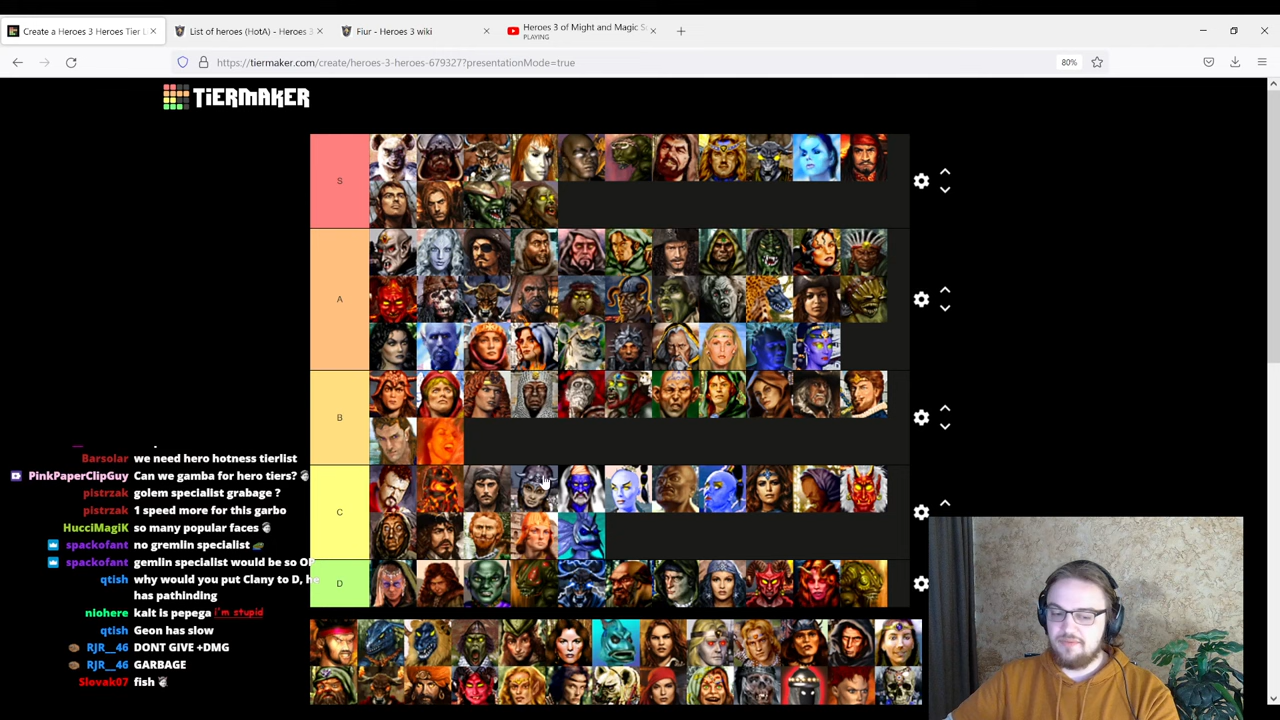 Create a Heroes 3 Heroes Tier L
List of heroes (HotA) - Heroes 3
Fiur - Heroes 3 wiki
Heroes 3 of Might and Magic S
PLAYING
https://tiermaker.com/create/heroes-3-heroes-679327?presentationMode=true
80%
TiERMAKER
S
A
B
C
D
Barsolar we need hero hotness tierlist
PinkPaperClipGuy Can we gamba for hero tiers?
pistrzak golem specialist grabage ?
pistrzak 1 speed more for this garbo
HucciMagiK so many popular faces
spackofant no gremlin specialist
spackofant gemlin specialist would be so OP
qtish why would you put Clany to D, he
has pathinding
niohere kalt is pepega i'm stupid
qtish Geon has slow
RJR__46 DONT GIVE +DMG
RJR__46 GARBAGE
Slovak07 fish